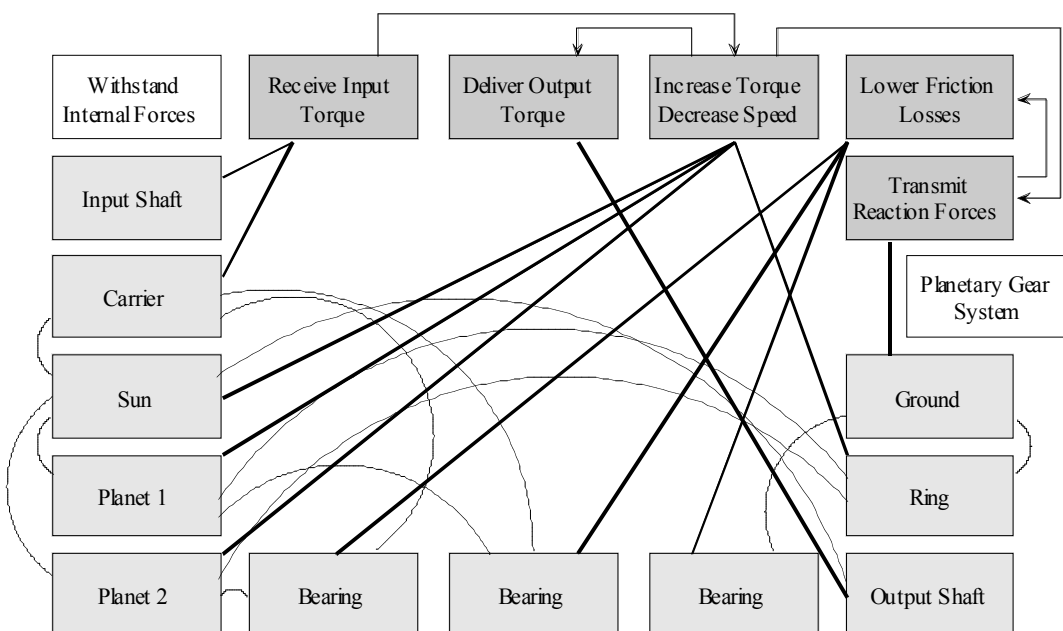 Withstand
Internal Forces
Receive Input
Torque
Deliver Output
Torque
Increase Torque
Decrease Speed
Lower Friction
Losses
Input Shaft
Transmit
Reaction Forces
Carrier
Planetary Gear
System
Sun
Ground
Planet 1
Ring
Planet 2
Bearing
Bearing
Bearing
Output Shaft